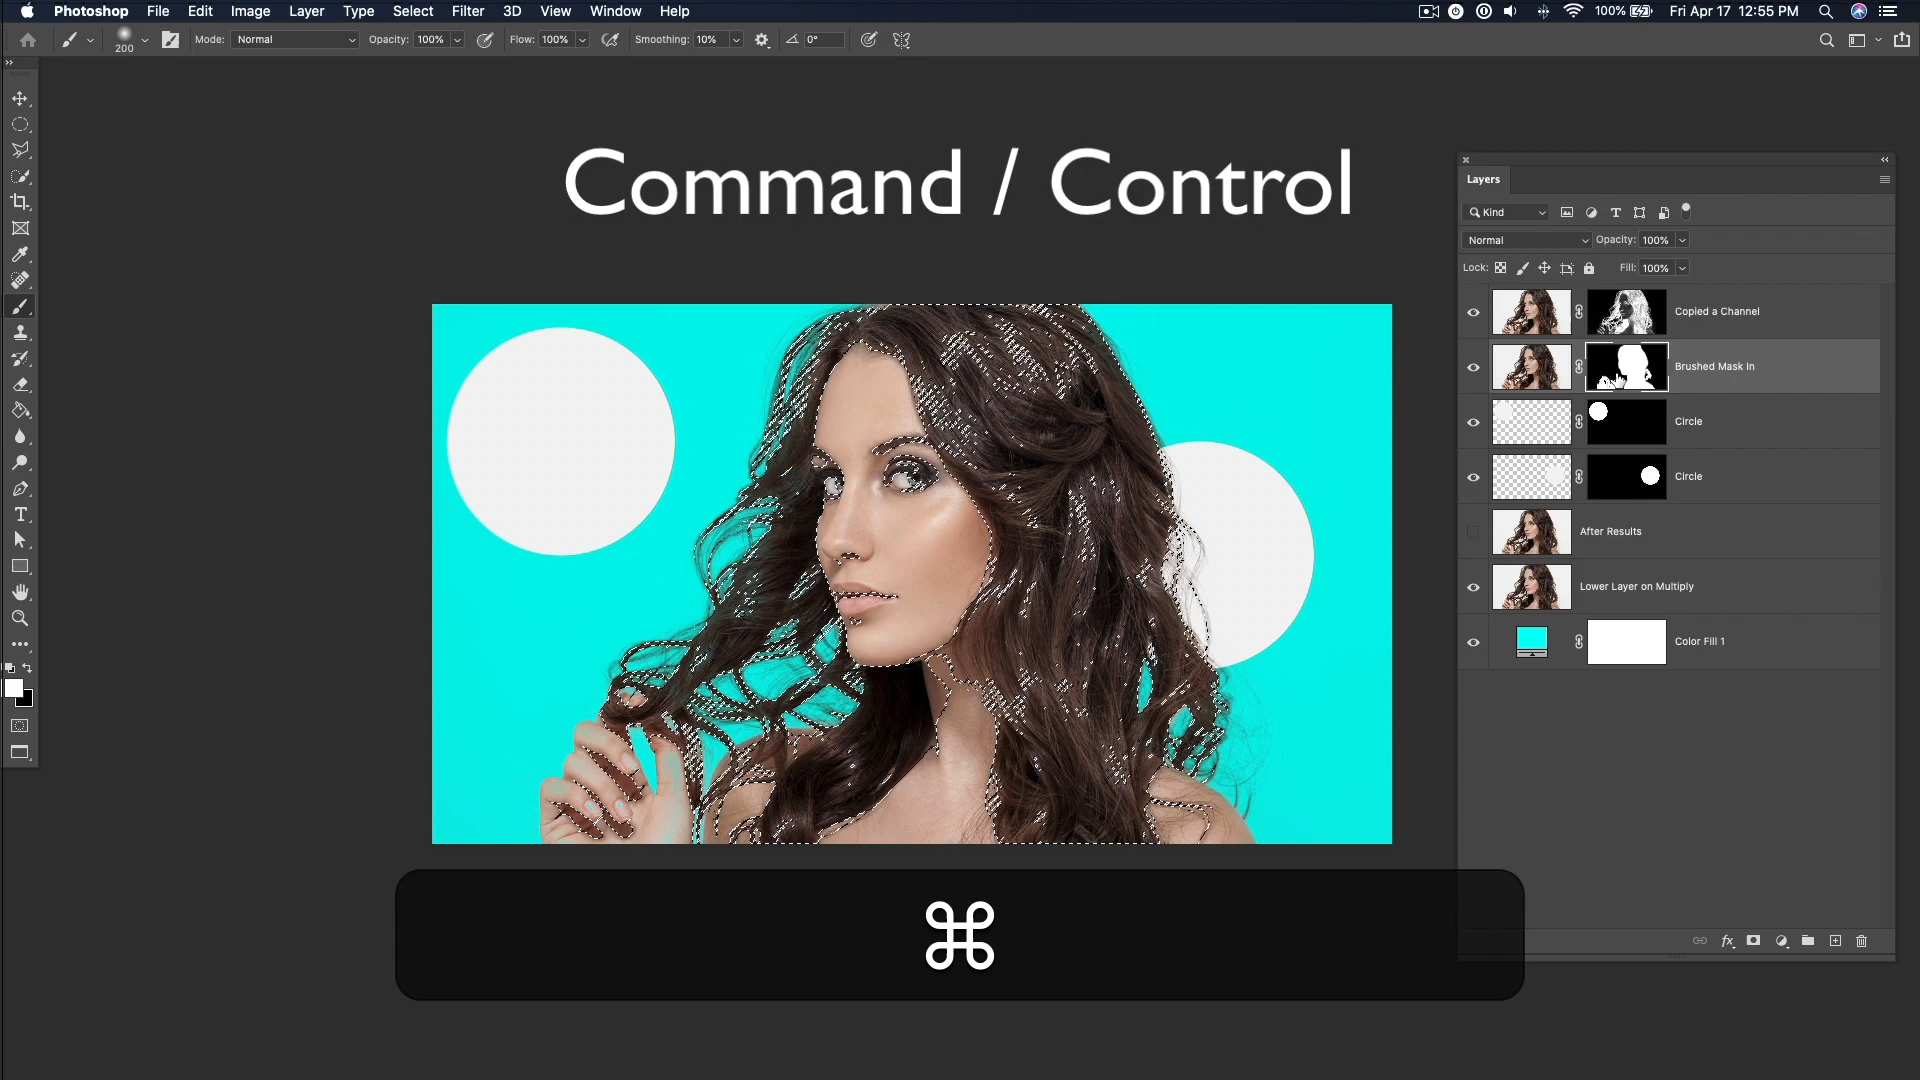 Photoshop File Edit Image Layer Type Select Filter 3D View Window Help 100% Fri Apr 17 12:55 PM
200 Mode: Normal Opacity: 100% Flow: 100% Smoothing: 10% 0°
Command / Control
Layers
Kind
Normal Opacity: 100%
Lock: Fill: 100%
Copied a Channel
Brushed Mask In
Circle
Circle
After Results
Lower Layer on Multiply
Color Fill 1
⌘
fx